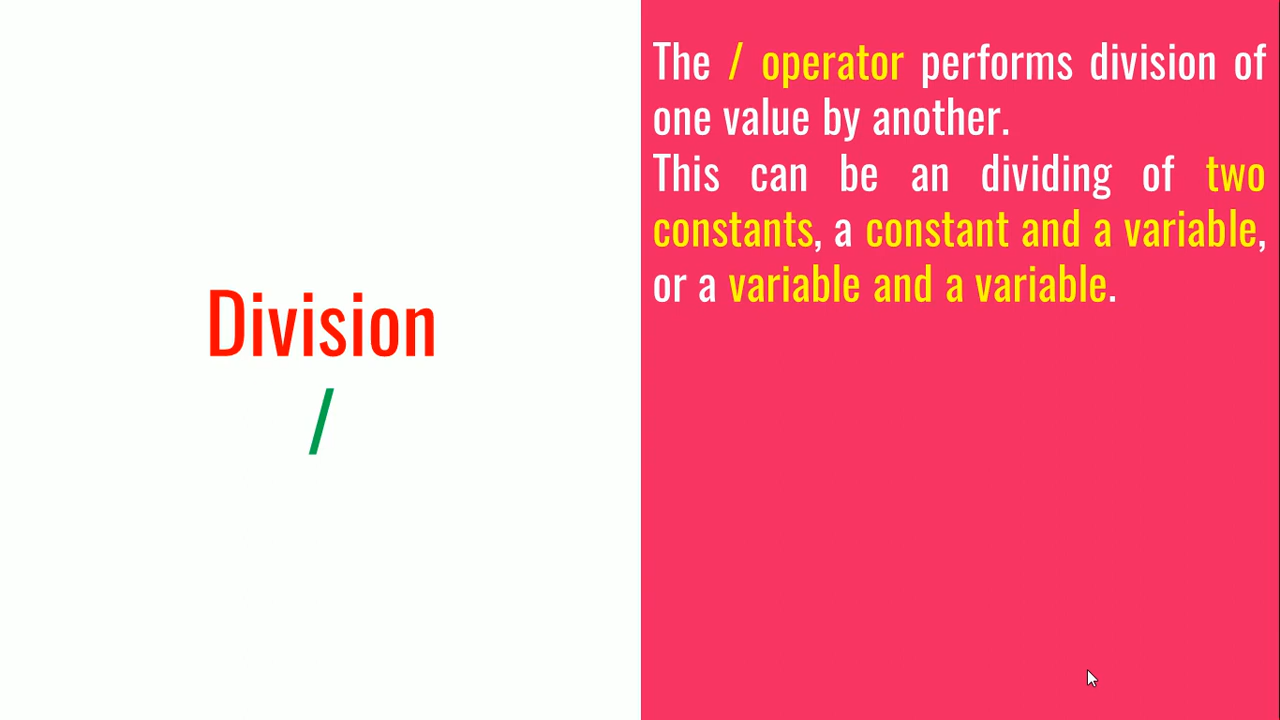 Division
/
The / operator performs division of
one value by another.
This can be an dividing of two
constants, a constant and a variable,
or a variable and a variable.